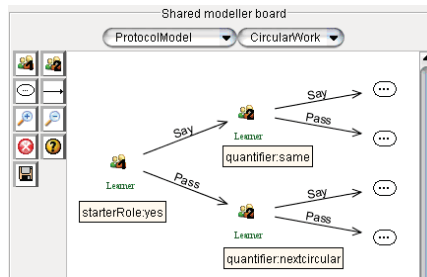 Shared modeller board
ProtocolModel CircularWork
Say
Say
Pass
Learner
quantifier:same
Learner
starterRole:yes
Pass
Say
Pass
Learner
quantifier:nextcircular